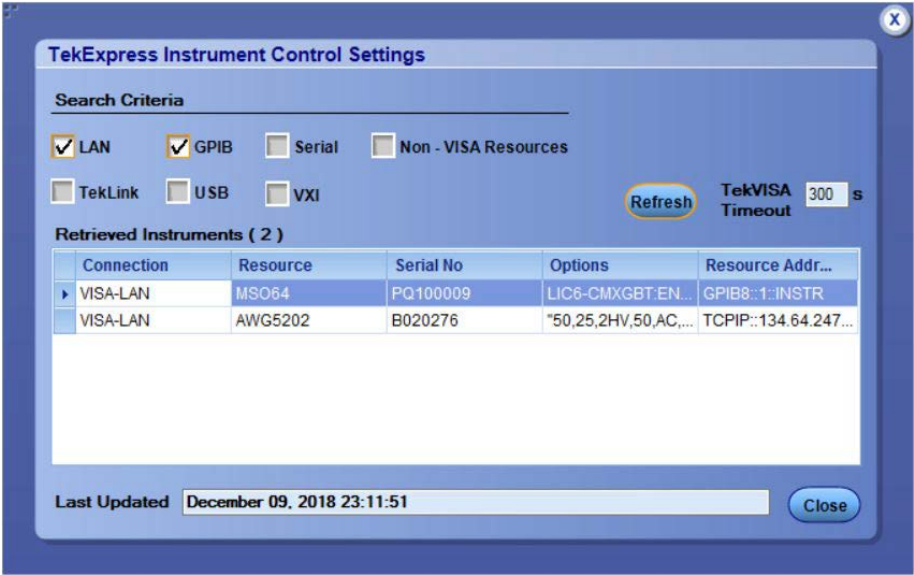 X
TekExpress Instrument Control Settings
Search Criteria
LAN GPIB Serial Non - VISA Resources
TekLink USB VXI
Refresh TekVISA Timeout 300 s
Retrieved Instruments ( 2 )
Connection Resource Serial No Options Resource Addr...
VISA-LAN MSO64 PQ100009 LIC6-CMXGBT:EN... GPIB8::1::INSTR
VISA-LAN AWG5202 B020276 "50,25,2HV,50,AC,... TCPIP::134.64.247...
Last Updated December 09, 2018 23:11:51 Close